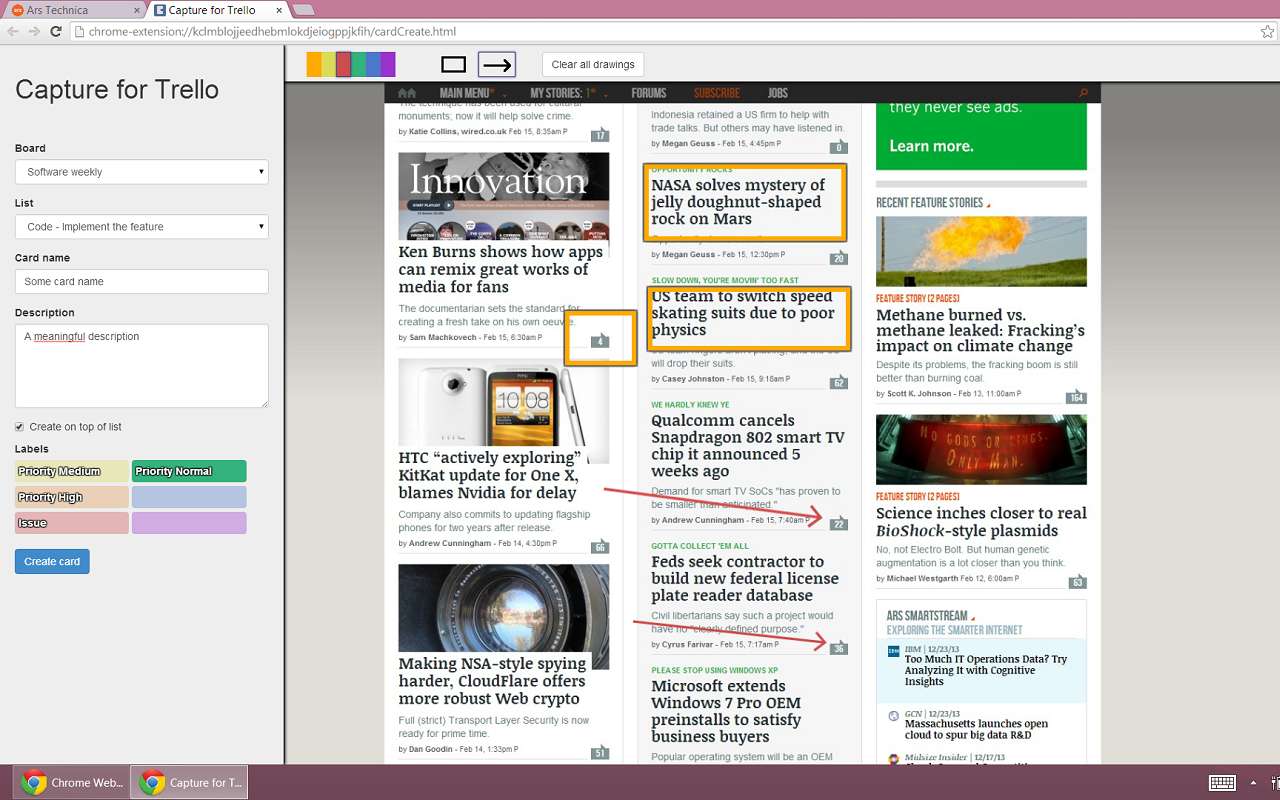 Ars Technica
Capture for Trello
chrome-extension://kclmblojjeedhebmlokdjeiogppjkfih/cardCreate.html
Capture for Trello
Board
Software weekly
List
Code - Implement the feature
Card name
Some card name
Description
A meaningful description
Create on top of list
Labels
Priority Medium
Priority Normal
Priority High
Issue
Create card
Clear all drawings
MAIN MENU*
MY STORIES: 1*
FORUMS
SUBSCRIBE
JOBS
The technique has been used for cultural
monuments; now it will help solve crime.
by Katie Collins, wired.co.uk Feb 15, 8:35am P
17
Innovation
START PLAYLIST
Ken Burns shows how apps
can remix great works of
media for fans
The documentarian sets the standard for
creating a fresh take on his own oeuvre.
by Sam Machkovech - Feb 15, 6:30am P
4
HTC “actively exploring”
KitKat update for One X,
blames Nvidia for delay
Company also commits to updating flagship
phones for two years after release.
by Andrew Cunningham - Feb 14, 4:30pm P
66
Making NSA-style spying
harder, CloudFlare offers
more robust Web crypto
Full (strict) Transport Layer Security is now
ready for prime time.
by Dan Goodin - Feb 14, 1:33pm P
51
Indonesia retained a US firm to help with
trade talks. But others may have listened in.
by Megan Geuss - Feb 15, 4:45pm P
0
OPPORTUNITY ROCKS
NASA solves mystery of
jelly doughnut-shaped
rock on Mars
by Megan Geuss - Feb 15, 12:30pm P
20
SLOW DOWN, YOU'RE MOVIN' TOO FAST
US team to switch speed
skating suits due to poor
physics
will drop their suits.
by Casey Johnston - Feb 15, 9:18am P
62
WE HARDLY KNEW YE
Qualcomm cancels
Snapdragon 802 smart TV
chip it announced 5
weeks ago
Demand for smart TV SoCs "has proven to
be smaller than anticipated."
by Andrew Cunningham - Feb 15, 7:40am P
22
GOTTA COLLECT 'EM ALL
Feds seek contractor to
build new federal license
plate reader database
Civil libertarians say such a project would
have no "clearly defined purpose."
by Cyrus Farivar - Feb 15, 7:17am P
36
PLEASE STOP USING WINDOWS XP
Microsoft extends
Windows 7 Pro OEM
preinstalls to satisfy
business buyers
Popular operating system will be an OEM
they never see ads.
Learn more.
RECENT FEATURE STORIES
FEATURE STORY (2 PAGES)
Methane burned vs.
methane leaked: Fracking’s
impact on climate change
Despite its problems, the fracking boom is still
better than burning coal.
by Scott K. Johnson - Feb 13, 11:00am P
164
NO GODS OR KINGS.
ONLY MAN.
FEATURE STORY (2 PAGES)
Science inches closer to real
BioShock-style plasmids
No, not Electro Bolt. But human genetic
augmentation is a lot closer than you think.
by Michael Westgarth Feb 12, 6:00am P
63
ARS SMARTSTREAM
EXPLORING THE SMARTER INTERNET
IBM | 12/23/13
Too Much IT Operations Data? Try
Analyzing It with Cognitive
Insights
GCN | 12/23/13
Massachusetts launches open
cloud to spur big data R&D
Midsize Insider | 12/17/13
Chrome Web...
Capture for T...